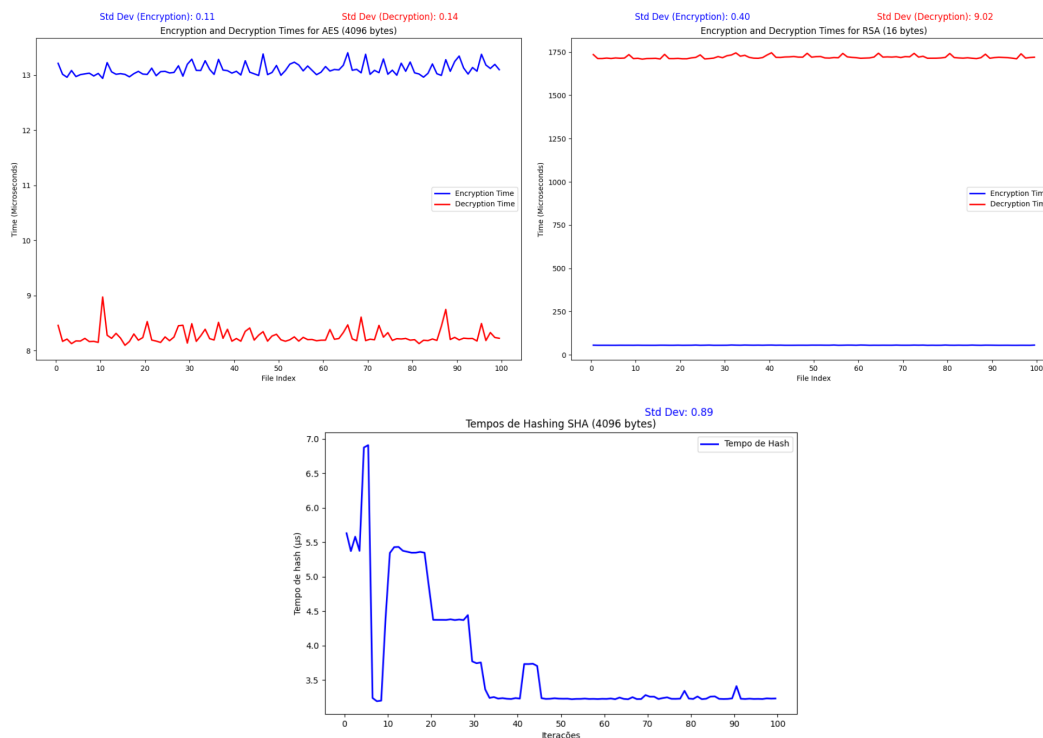 Std Dev (Encryption): 0.11 Std Dev (Decryption): 0.14
Encryption and Decryption Times for AES (4096 bytes)
13
12
11
10
9
8
Time (Microseconds)
Encryption Time
Decryption Time
0 10 20 30 40 50 60 70 80 90 100
File Index
Std Dev (Encryption): 0.40 Std Dev (Decryption): 9.02
Encryption and Decryption Times for RSA (16 bytes)
1750
1500
1250
1000
750
500
250
0
Time (Microseconds)
Encryption Time
Decryption Time
0 10 20 30 40 50 60 70 80 90 100
File Index
Std Dev: 0.89
Tempos de Hashing SHA (4096 bytes)
7.0
6.5
6.0
5.5
5.0
4.5
4.0
3.5
Tempo de hash (µs)
Tempo de Hash
0 10 20 30 40 50 60 70 80 90 100
Iterações